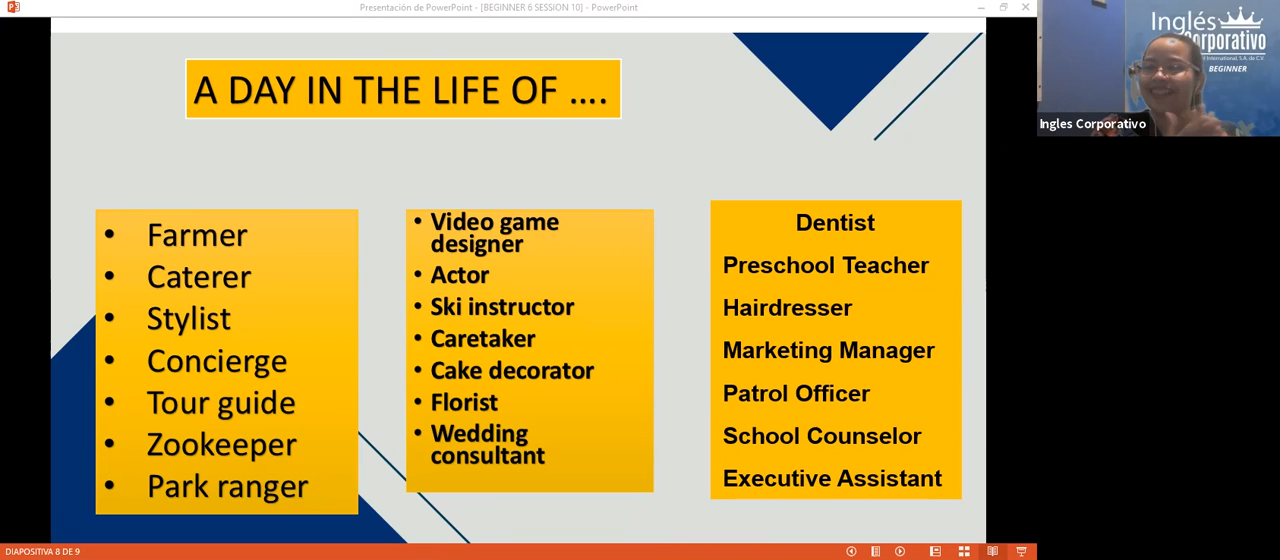 Presentación de PowerPoint - [BEGINNER 6 SESSION 10] - PowerPoint
A DAY IN THE LIFE OF ....
• Farmer
• Caterer
• Stylist
• Concierge
• Tour guide
• Zookeeper
• Park ranger
• Video game
designer
• Actor
• Ski instructor
• Caretaker
• Cake decorator
• Florist
• Wedding
consultant
Dentist
Preschool Teacher
Hairdresser
Marketing Manager
Patrol Officer
School Counselor
Executive Assistant
Inglés
Corporativo
International, S.A. de C.V.
BEGINNER
Ingles Corporativo
DIAPOSITIVA 8 DE 9